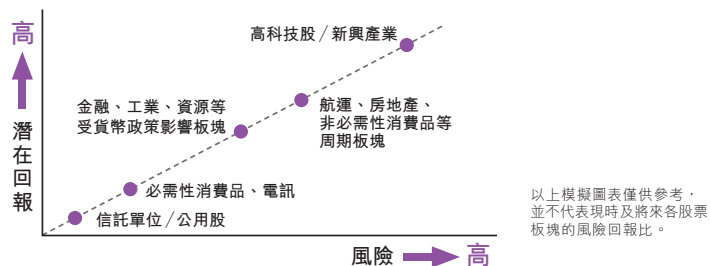 高
潛在回報
高科技股/新興產業
金融、工業、資源等
受貨幣政策影響板塊
航運、房地產、
非必需性消費品等
周期板塊
必需性消費品、電訊
信託單位/公用股
風險
高
以上模擬圖表僅供參考，
並不代表現時及將來各股票
板塊的風險回報比。